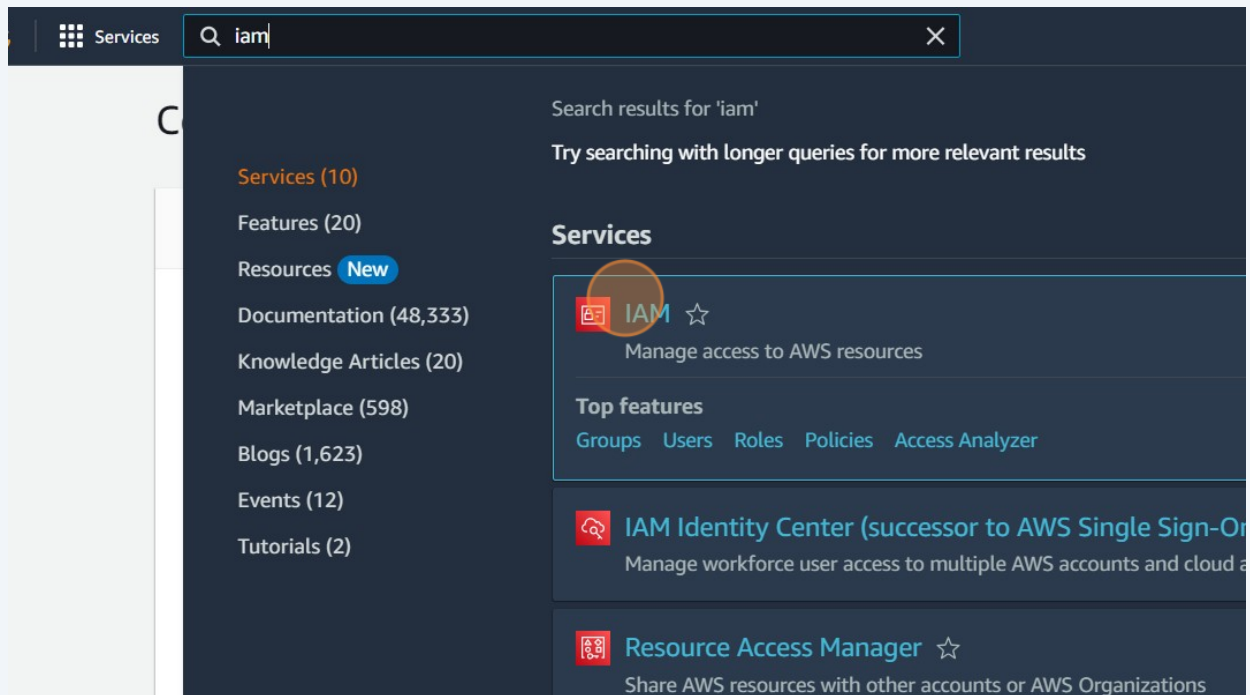 Services
iam
Search results for 'iam'
Try searching with longer queries for more relevant results
Services (10)
Features (20)
Resources New
Documentation (48,333)
Knowledge Articles (20)
Marketplace (598)
Blogs (1,623)
Events (12)
Tutorials (2)
Services
IAM
Manage access to AWS resources
Top features
Groups Users Roles Policies Access Analyzer
IAM Identity Center (successor to AWS Single
Manage workforce user access to multiple AWS accounts and cloud
Resource Access Manager
Share AWS resources with other accounts or AWS Organizations